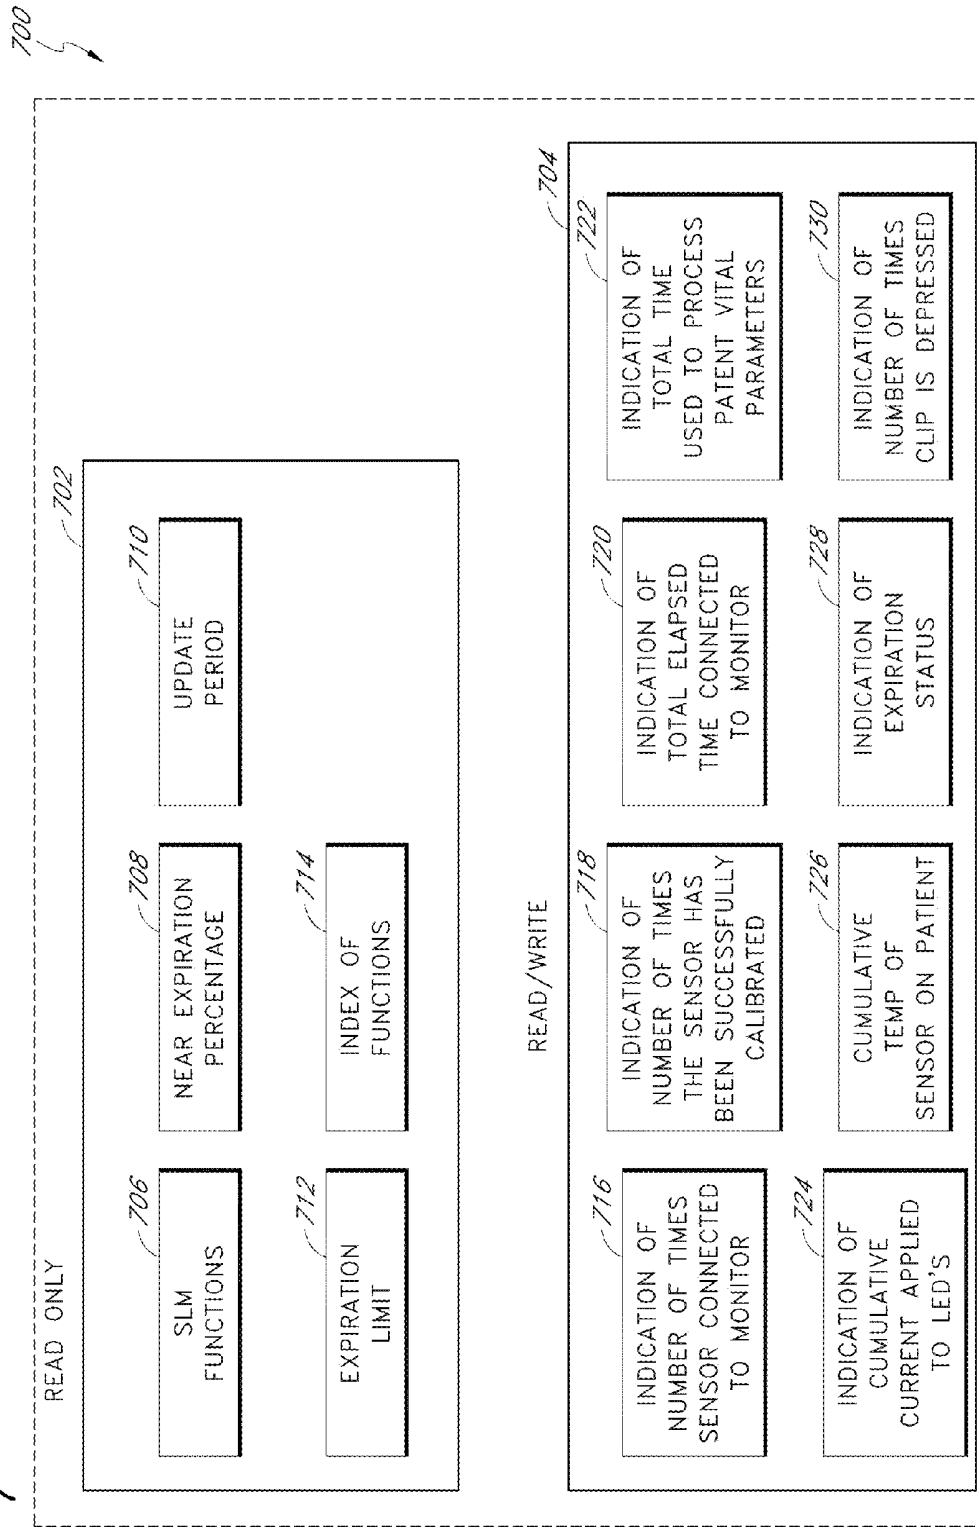 700
READ ONLY
702
706
SLM
FUNCTIONS
708
NEAR EXPIRATION
PERCENTAGE
710
UPDATE
PERIOD
712
EXPIRATION
LIMIT
714
INDEX OF
FUNCTIONS
READ/WRITE
704
716
INDICATION OF
NUMBER OF TIMES
SENSOR CONNECTED
TO MONITOR
718
INDICATION OF
NUMBER OF TIMES
THE SENSOR HAS
BEEN SUCCESSFULLY
CALIBRATED
720
INDICATION OF
TOTAL ELAPSED
TIME CONNECTED
TO MONITOR
722
INDICATION OF
TOTAL TIME
USED TO PROCESS
PATENT VITAL
PARAMETERS
724
INDICATION OF
CUMULATIVE
CURRENT APPLIED
TO LED'S
726
CUMULATIVE
TEMP OF
SENSOR ON PATIENT
728
INDICATION OF
EXPIRATION
STATUS
730
INDICATION OF
NUMBER OF TIMES
CLIP IS DEPRESSED